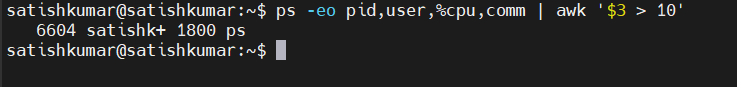 satishkumar@satishkumar:~$ ps -eo pid,user,%cpu,comm | awk '$3 > 10'
   6604 satishk+ 1800 ps
satishkumar@satishkumar:~$